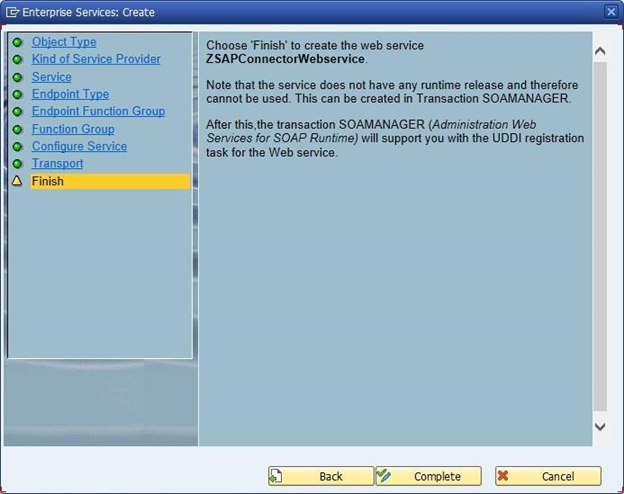 Enterprise Services: Create
Object Type
Kind of Service Provider
Service
Endpoint Type
Endpoint Function Group
Function Group
Configure Service
Transport
Finish
Choose 'Finish' to create the web service
ZSAPConnectorWebservice.
Note that the service does not have any runtime release and therefore
cannot be used. This can be created in Transaction SOAMANAGER.
After this,the transaction SOAMANAGER (Administration Web
Services for SOAP Runtime) will support you with the UDDI registration
task for the Web service.
Back
Complete
Cancel